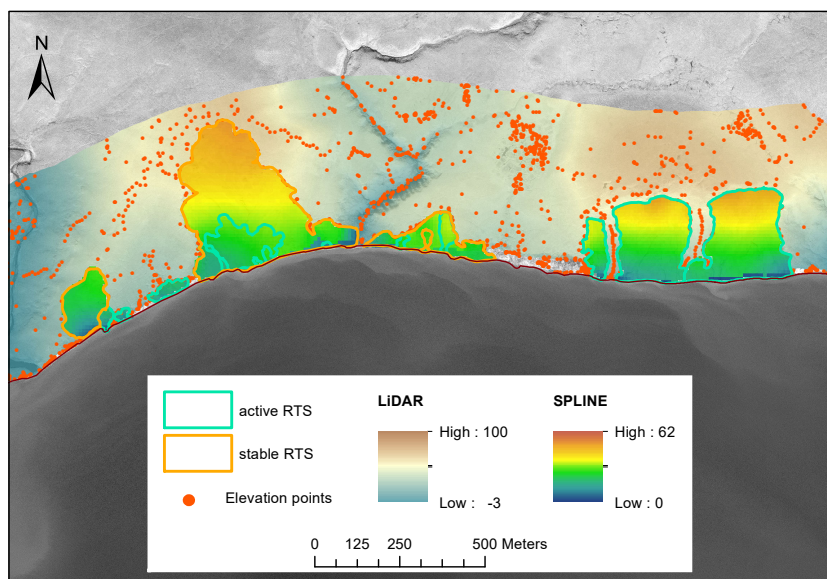 N
active RTS
stable RTS
Elevation points
LiDAR
High : 100
Low : -3
SPLINE
High : 62
Low : 0
0 125 250 500 Meters